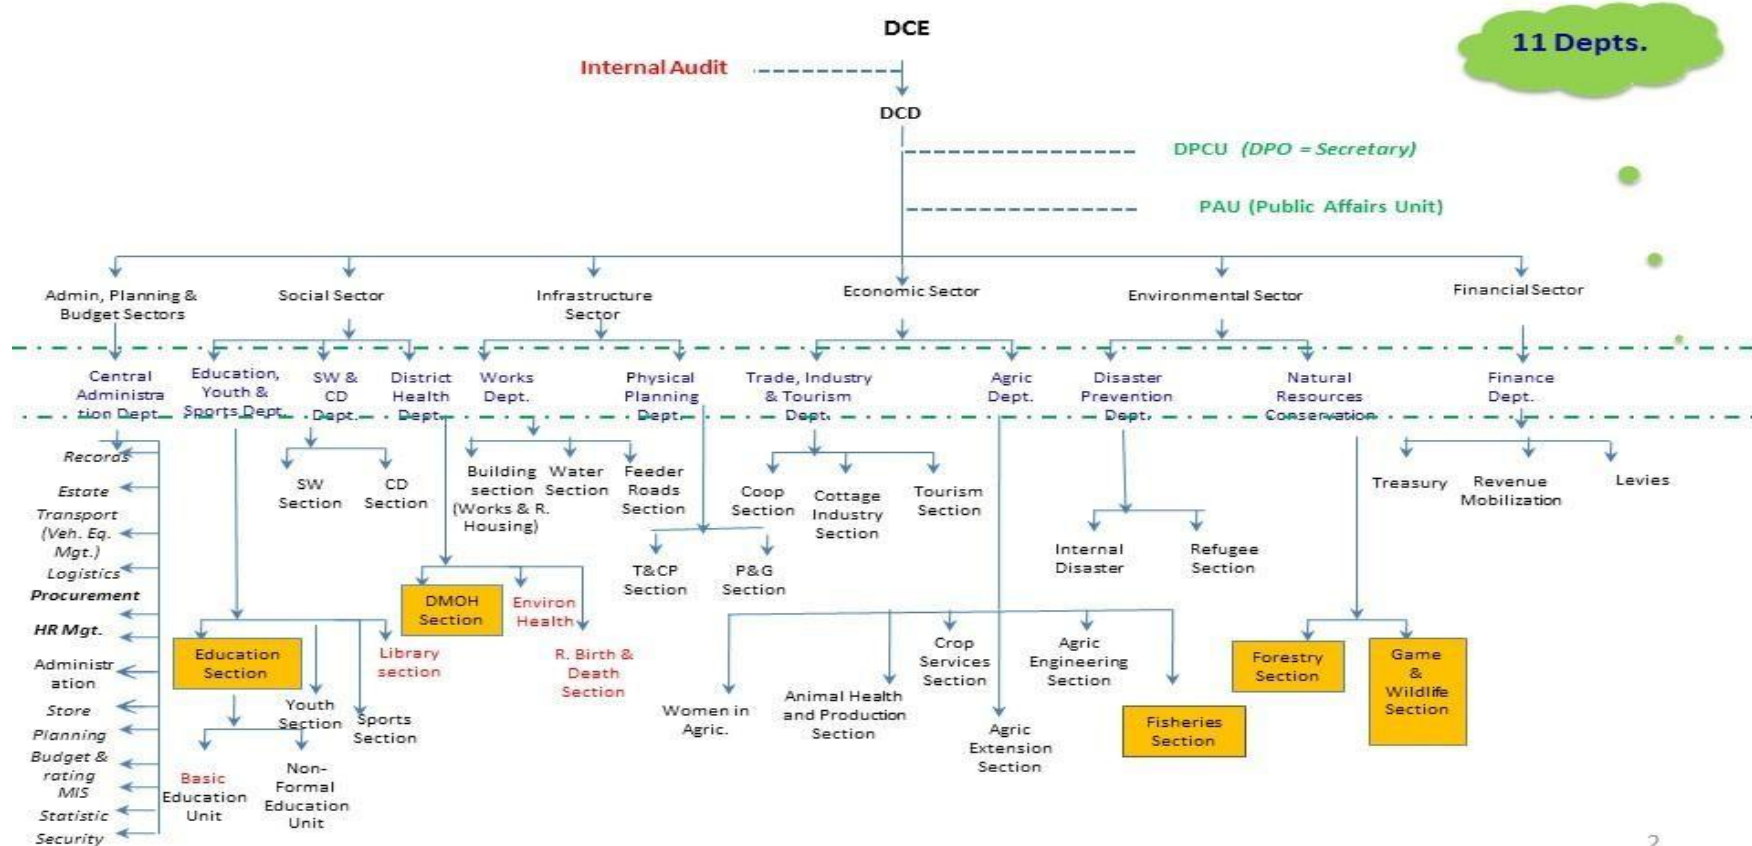 DCE
11 Depts.
Internal Audit
DCD
DPCU (DPO = Secretary)
PAU (Public Affairs Unit)
Admin, Planning &
Budget Sectors
Social Sector
Infrastructure
Sector
Economic Sector
Environmental Sector
Financial Sector
Central
Administra
tion Dept.
Education,
Youth &
Sports Dept.
SW &
CD
Dept.
District
Health
Dept.
Works
Dept.
Physical
Planning
Dept.
Trade, Industry
& Tourism
Dept.
Agric
Dept.
Disaster
Prevention
Dept.
Natural
Resources
Conservation
Finance
Dept.
Records
Estate
Transport
(Veh. Eq.
Mgt.)
Logistics
Procurement
HR Mgt.
Administr
ation
Store
Planning
Budget &
rating
MIS
Statistic
Security
SW
Section
CD
Section
Building
section
(Works & R.
Housing)
Water
Section
Feeder
Roads
Section
Coop
Section
Cottage
Industry
Section
Tourism
Section
Treasury
Revenue
Mobilization
Levies
Internal
Disaster
Refugee
Section
T&CP
Section
P&G
Section
DMOH
Section
Environ
Health
R. Birth &
Death
Section
Education
Section
Library
section
Youth
Section
Sports
Section
Basic
Education
Unit
Non-
Formal
Education
Unit
Women in
Agric.
Animal Health
and Production
Section
Crop
Services
Section
Agric
Extension
Section
Agric
Engineering
Section
Fisheries
Section
Forestry
Section
Game
&
Wildlife
Section
2